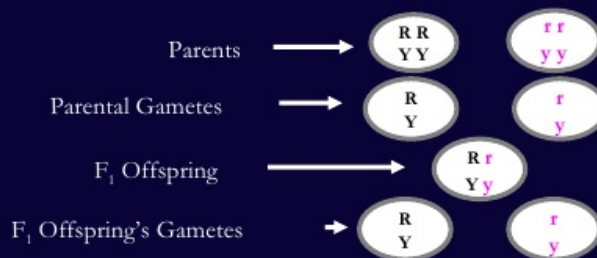 Parents
R R r r
Y Y y y
Parental Gametes
R r
Y y
F₁ Offspring
R r
Y y
F₁ Offspring's Gametes
R r
Y y